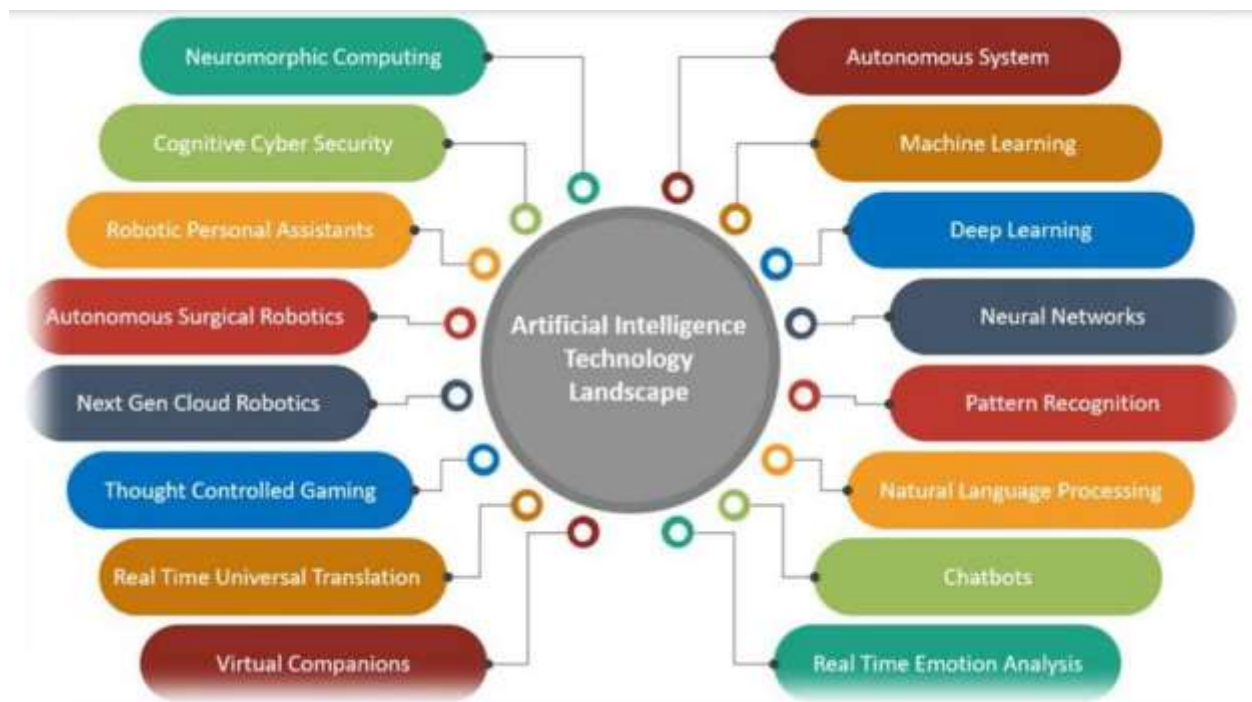 Neuromorphic Computing
Autonomous System
Cognitive Cyber Security
Machine Learning
Robotic Personal Assistants
Deep Learning
Autonomous Surgical Robotics
Neural Networks
Artificial Intelligence
Technology
Landscape
Next Gen Cloud Robotics
Pattern Recognition
Thought Controlled Gaming
Natural Language Processing
Real Time Universal Translation
Chatbots
Virtual Companions
Real Time Emotion Analysis